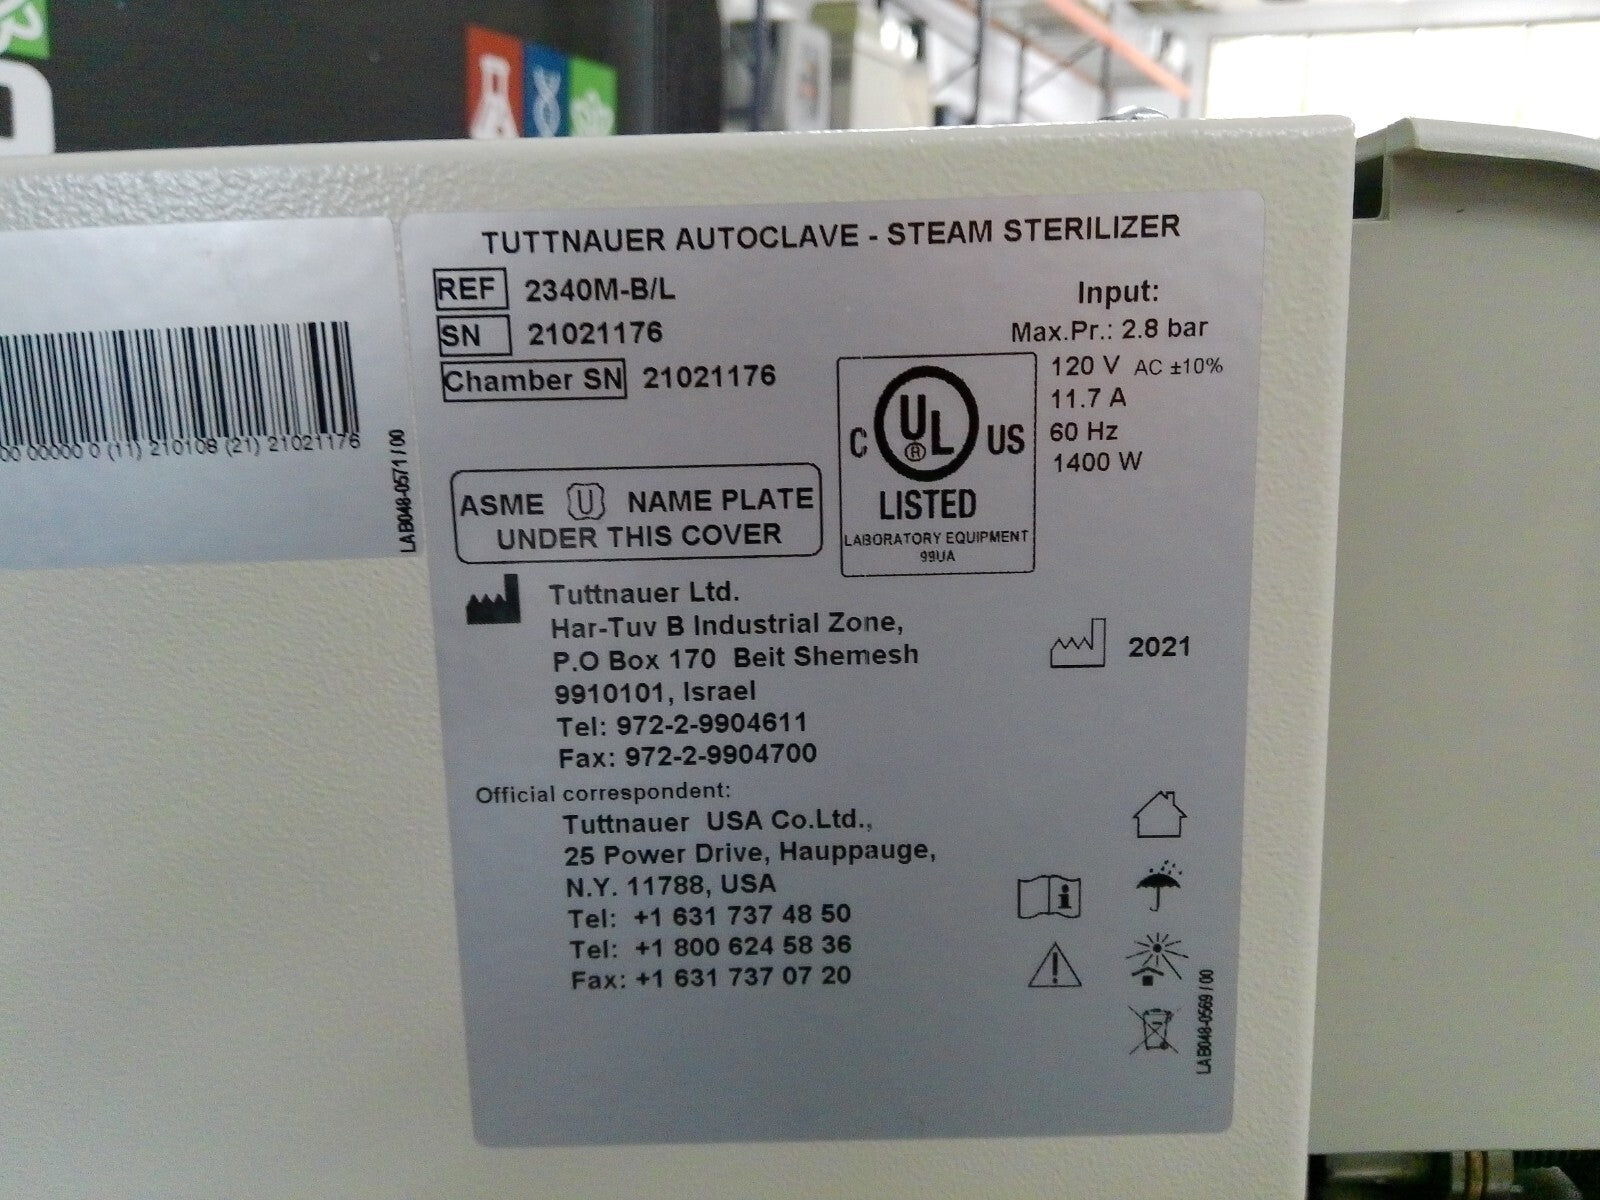 TUTTNAUER AUTOCLAVE - STEAM STERILIZER
REF 2340M-B/L
SN 21021176
Chamber SN 21021176
Input:
Max.Pr.: 2.8 bar
120 V AC ±10%
11.7 A
60 Hz
1400 W
C UL® US
LISTED
LABORATORY EQUIPMENT
99UA
ASME U NAME PLATE
UNDER THIS COVER
Tuttnauer Ltd.
Har-Tuv B Industrial Zone,
P.O Box 170 Beit Shemesh
9910101, Israel
Tel: 972-2-9904611
Fax: 972-2-9904700
2021
Official correspondent:
Tuttnauer USA Co.Ltd.,
25 Power Drive, Hauppauge,
N.Y. 11788, USA
Tel: +1 631 737 48 50
Tel: +1 800 624 58 36
Fax: +1 631 737 07 20
LAB048-0569 / 00
00 00000 0 (11) 210108 (21) 21021176
LAB048-0571 / 00